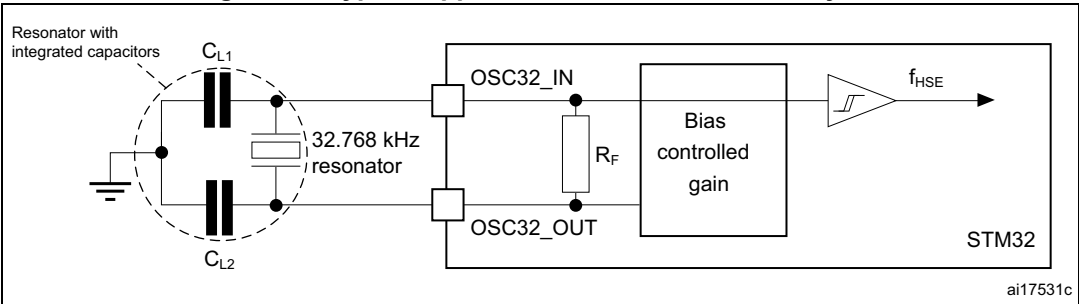 Resonator with
integrated capacitors
CL1
OSC32_IN
fHSE
32.768 kHz
resonator
RF
Bias
controlled
gain
OSC32_OUT
STM32
CL2
ai17531c